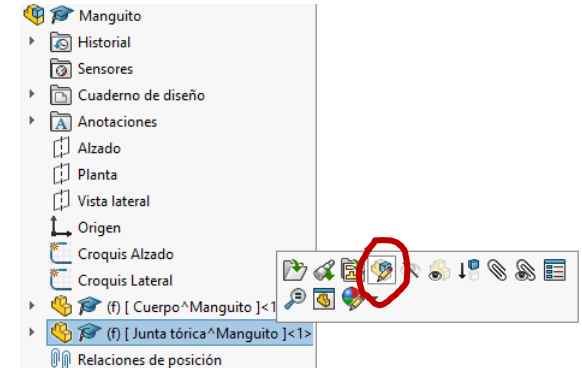 Manguito
Historial
Sensores
Cuaderno de diseño
A Anotaciones
Alzado
Planta
Vista lateral
Origen
Croquis Alzado
Croquis Lateral
(f) [ Cuerpo^Manguito ]<1
(f) [ Junta tórica^Manguito ]<1>
Relaciones de posición